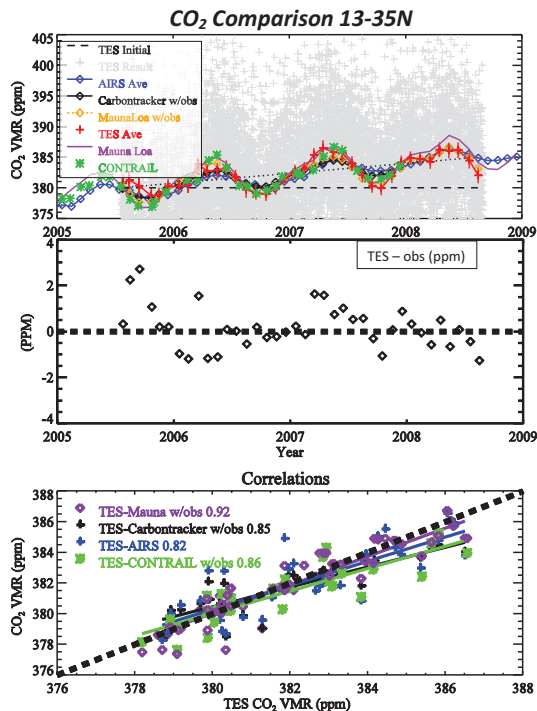 CO2 Comparison 13-35N
CO2 VMR (ppm)
405
400
395
390
385
380
375
TES Initial
TES Result
AIRS Ave
Carbontracker w/obs
MaunaLoa w/obs
TES Ave
Mauna Loa
CONTRAIL
2005 2006 2007 2008 2009
TES – obs (ppm)
(PPM)
4
2
0
-2
-4
2005 2006 2007 2008 2009
Year
Correlations
CO2 VMR (ppm)
388
386
384
382
380
378
376
TES-Mauna w/obs 0.92
TES-Carbontracker w/obs 0.85
TES-AIRS 0.82
TES-CONTRAIL w/obs 0.86
376 378 380 382 384 386 388
TES CO2 VMR (ppm)